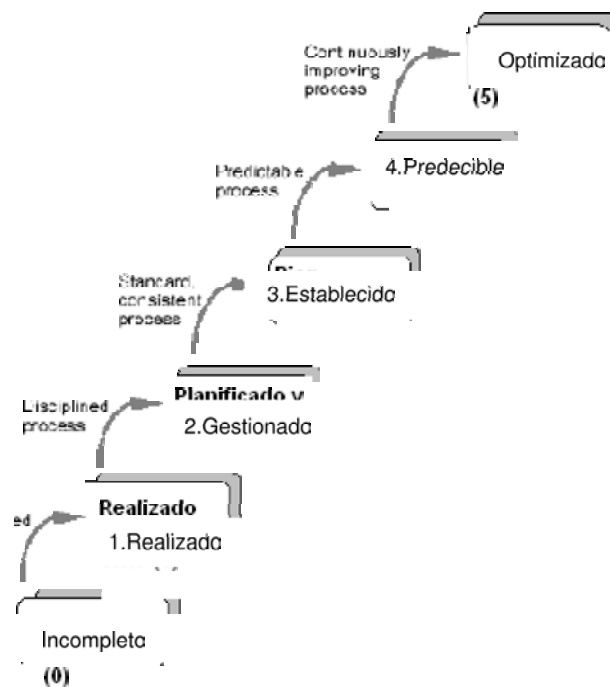 Continuously
improving
process
Optimizado
(5)
Predictable
process
4.Predecible
Standard,
consistent
process
3.Establecido
Disciplined
process
Planificado y
2.Gestionado
ed
Realizado
1.Realizado
Incompleto
(0)